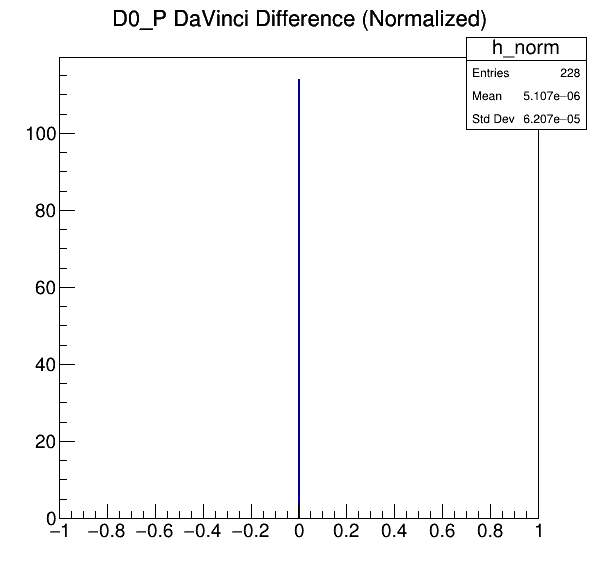 D0_P DaVinci Difference (Normalized)
h_norm
Entries 228
Mean 5.107e−06
Std Dev 6.207e−05
100
80
60
40
20
0
−1 −0.8 −0.6 −0.4 −0.2 0 0.2 0.4 0.6 0.8 1